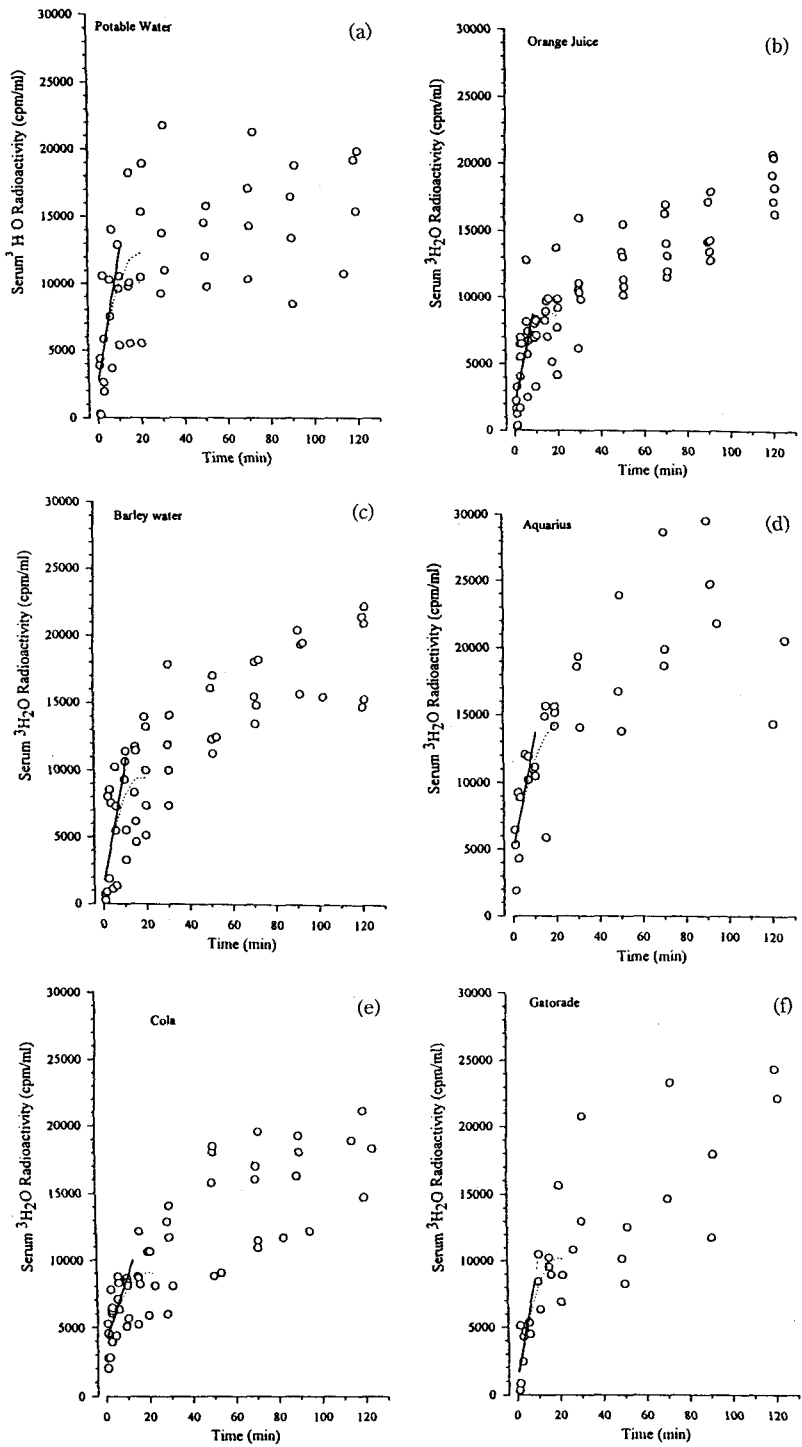 Potable Water
(a)
Serum ³H O Radioactivity (cpm/ml)
30000
25000
20000
15000
10000
5000
0
0 20 40 60 80 100 120
Time (min)
Orange Juice
(b)
Serum ³H₂O Radioactivity (cpm/ml)
30000
25000
20000
15000
10000
5000
0
0 20 40 60 80 100 120
Time (min)
Barley water
(c)
Serum ³H₂O Radioactivity (cpm/ml)
30000
25000
20000
15000
10000
5000
0
0 20 40 60 80 100 120
Time (min)
Aquarius
(d)
Serum ³H₂O Radioactivity (cpm/ml)
30000
25000
20000
15000
10000
5000
0
0 20 40 60 80 100 120
Time (min)
Cola
(e)
Serum ³H₂O Radioactivity (cpm/ml)
30000
25000
20000
15000
10000
5000
0
0 20 40 60 80 100 120
Time (min)
Gatorade
(f)
Serum ³H₂O Radioactivity (cpm/ml)
30000
25000
20000
15000
10000
5000
0
0 20 40 60 80 100 120
Time (min)